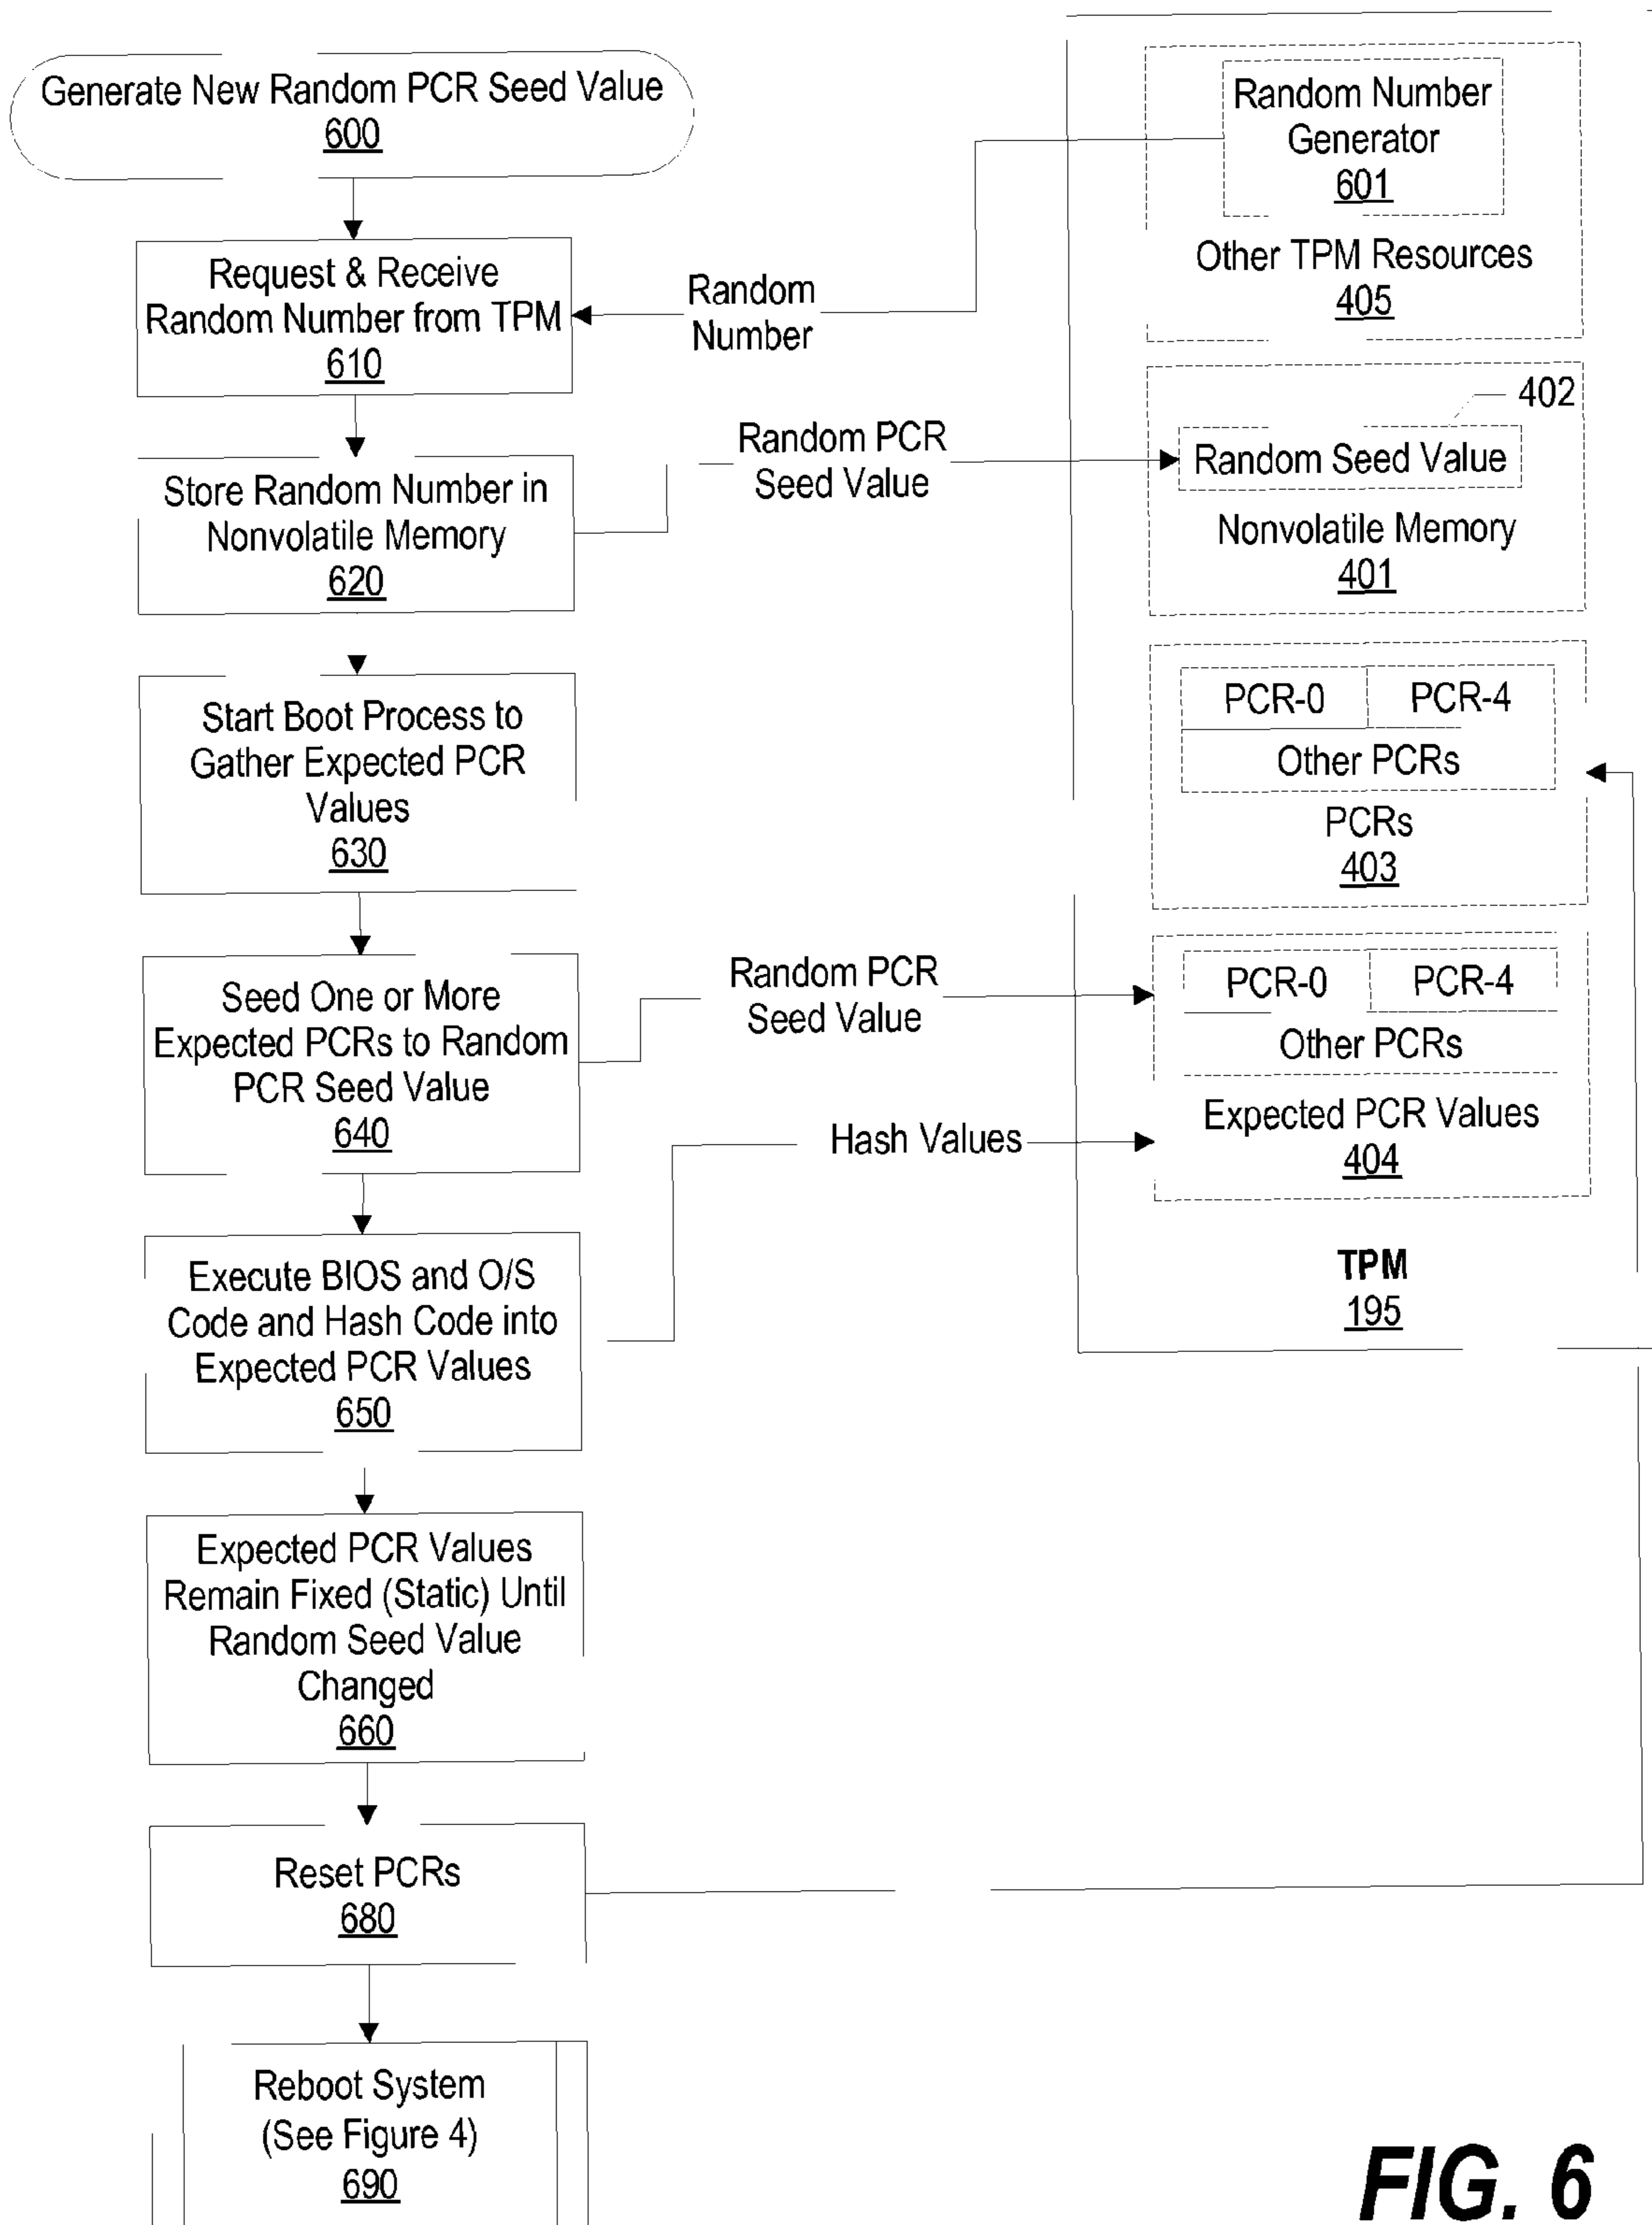 Generate New Random PCR Seed Value
600
Request & Receive
Random Number from TPM
610
Random
Number
Store Random Number in
Nonvolatile Memory
620
Random PCR
Seed Value
Start Boot Process to
Gather Expected PCR
Values
630
Seed One or More
Expected PCRs to Random
PCR Seed Value
640
Random PCR
Seed Value
Execute BIOS and O/S
Code and Hash Code into
Expected PCR Values
650
Hash Values
Expected PCR Values
Remain Fixed (Static) Until
Random Seed Value
Changed
660
Reset PCRs
680
Reboot System
(See Figure 4)
690
Random Number
Generator
601
Other TPM Resources
405
402
Random Seed Value
Nonvolatile Memory
401
PCR-0 PCR-4
Other PCRs
PCRs
403
PCR-0 PCR-4
Other PCRs
Expected PCR Values
404
TPM
195
FIG. 6